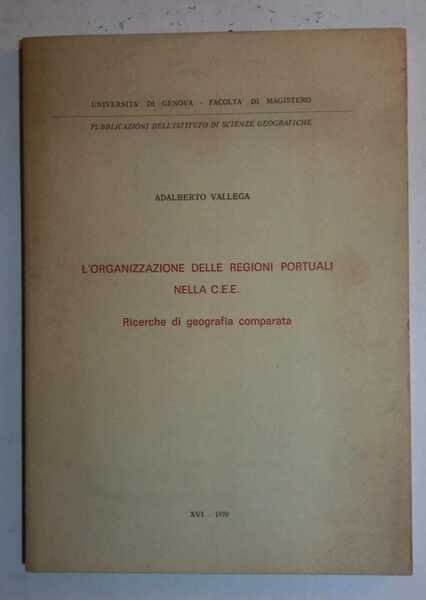 UNIVERSITÀ DI GENOVA - FACOLTÀ DI MAGISTERO
PUBBLICAZIONI DELL'ISTITUTO DI SCIENZE GEOGRAFICHE
ADALBERTO VALLEGA
L'ORGANIZZAZIONE DELLE REGIONI PORTUALI
NELLA C.E.E.
Ricerche di geografia comparata
XVI - 1970